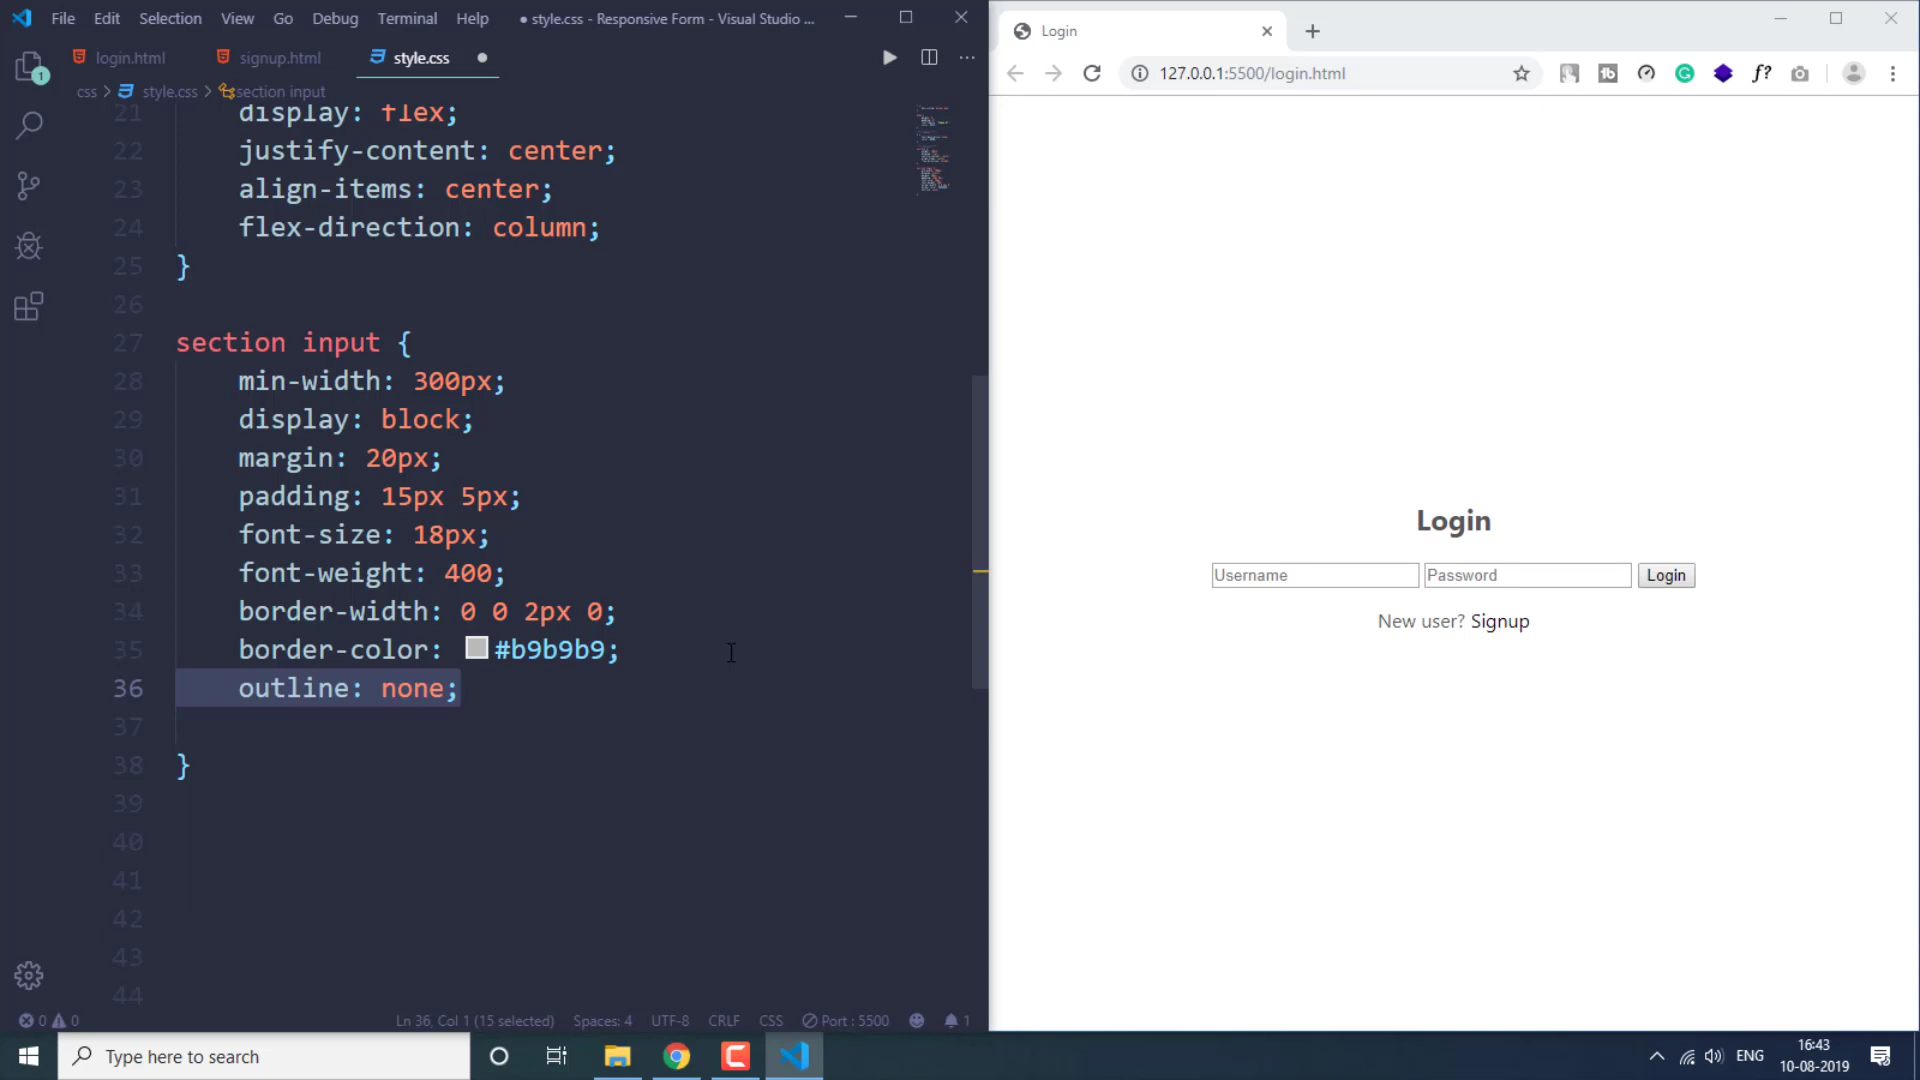 File Edit Selection View Go Debug Terminal Help ● style.css - Responsive Form - Visual Studio ...
login.html signup.html style.css ●
css > style.css > section input
21 display: flex;
22 justify-content: center;
23 align-items: center;
24 flex-direction: column;
25 }
26
27 section input {
28 min-width: 300px;
29 display: block;
30 margin: 20px;
31 padding: 15px 5px;
32 font-size: 18px;
33 font-weight: 400;
34 border-width: 0 0 2px 0;
35 border-color: #b9b9b9;
36 outline: none;
37
38 }
39
40
41
42
43
44
1
0 0 Ln 36, Col 1 (15 selected) Spaces: 4 UTF-8 CRLF CSS Port : 5500 1
Login
127.0.0.1:5500/login.html
f?
Login
Username Password Login
New user? Signup
Type here to search
ENG
16:43
10-08-2019